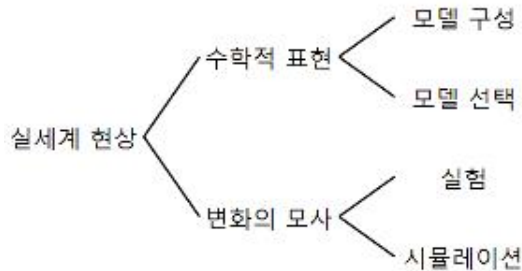 모델 구성
수학적 표현
모델 선택
실세계 현상
실험
변화의 모사
시뮬레이션